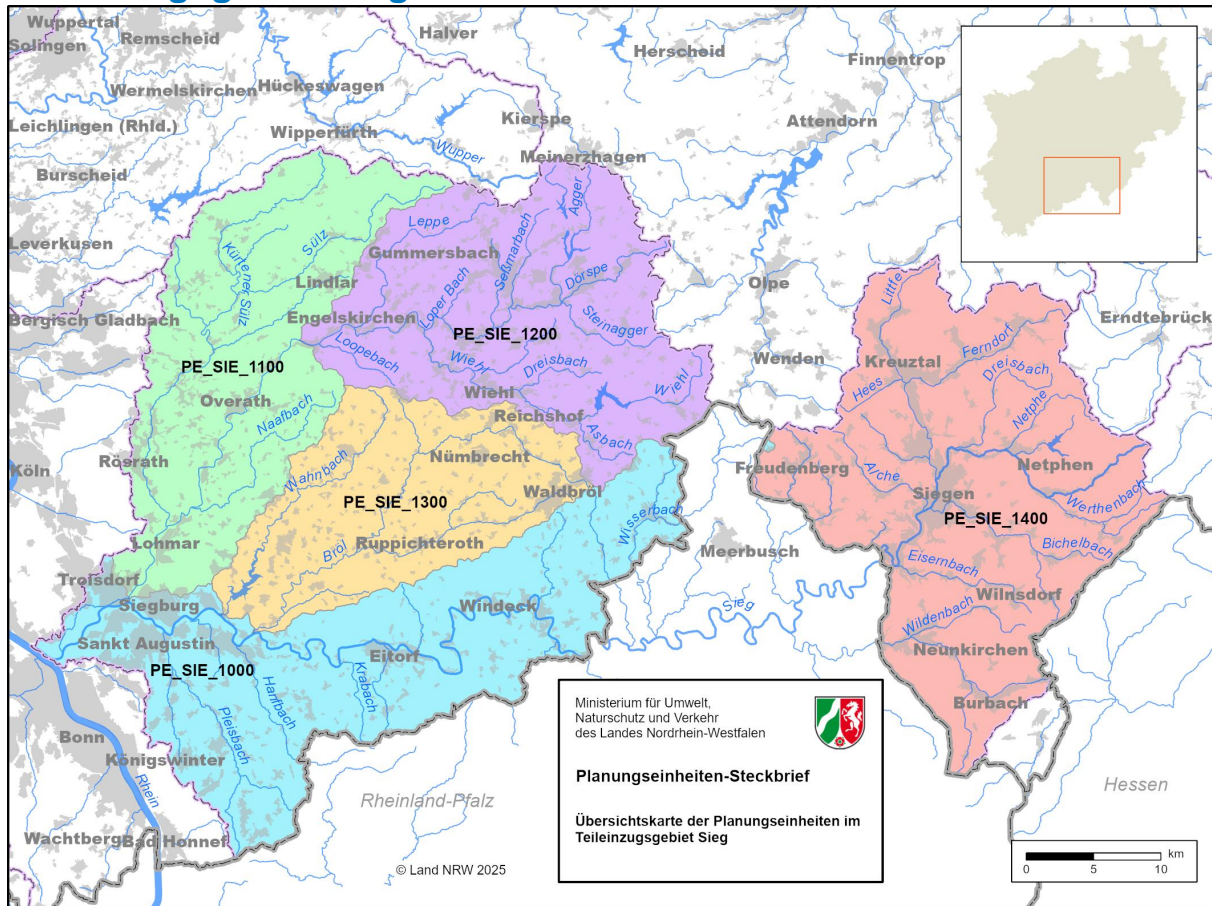 Wuppertal
Remscheid
Solingen
Halver
Herscheid
Finnentrop
Wermelskirchen
Hückeswagen
Leichlingen (Rhld.)
Wipperfürth
Kierspe
Attendorn
Wupper
Meinerzhagen
Burscheid
Agger
Leppe
Seßmarbach
Leverkusen
Kürtener Sülz
Sülz
Gummersbach
Dörspe
Lindlar
Olpe
Littfe
Bergisch Gladbach
Engelskirchen
Loper Bach
Steinagger
Erndtebrück
PE_SIE_1200
Ferndorf
Loopebach
Wenden
Kreuztal
PE_SIE_1100
Wiehl
Dreisbach
Wiehl
Dreisbach
Hees
Wiehl
Overath
Reichshof
Netphe
Naafbach
Asbach
Rösrath
Köln
Nümbrecht
Freudenberg
Netphen
Wahnbach
Alche
Waldbröl
Siegen
PE_SIE_1300
Werthenbach
Wisserbach
PE_SIE_1400
Lohmar
Bröl
Ruppichteroth
Meerbusch
Bichelbach
Troisdorf
Eisernbach
Siegburg
Windeck
Sieg
Wilnsdorf
Sankt Augustin
Wildenbach
Eitorf
Neunkirchen
PE_SIE_1000
Krabach
Hanfbach
Pleisbach
Burbach
Bonn
Königswinter
Rhein
Rheinland-Pfalz
Hessen
Wachtberg
Bad Honnef
© Land NRW 2025
Ministerium für Umwelt,
Naturschutz und Verkehr
des Landes Nordrhein-Westfalen
Planungseinheiten-Steckbrief
Übersichtskarte der Planungseinheiten im
Teileinzugsgebiet Sieg
km
0 5 10